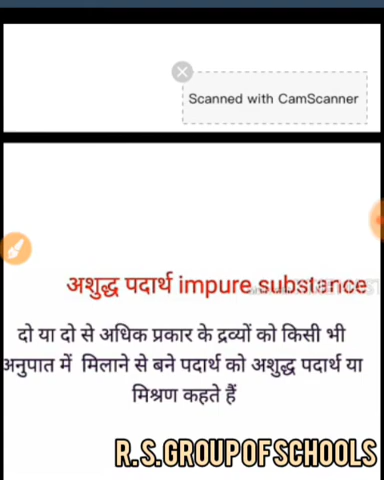 Scanned with CamScanner
अशुद्ध पदार्थ impure substance
दो या दो से अधिक प्रकार के द्रव्यों को किसी भी
अनुपात में मिलाने से बने पदार्थ को अशुद्ध पदार्थ या
मिश्रण कहते हैं
R.S.GROUPOFSCHOOLS